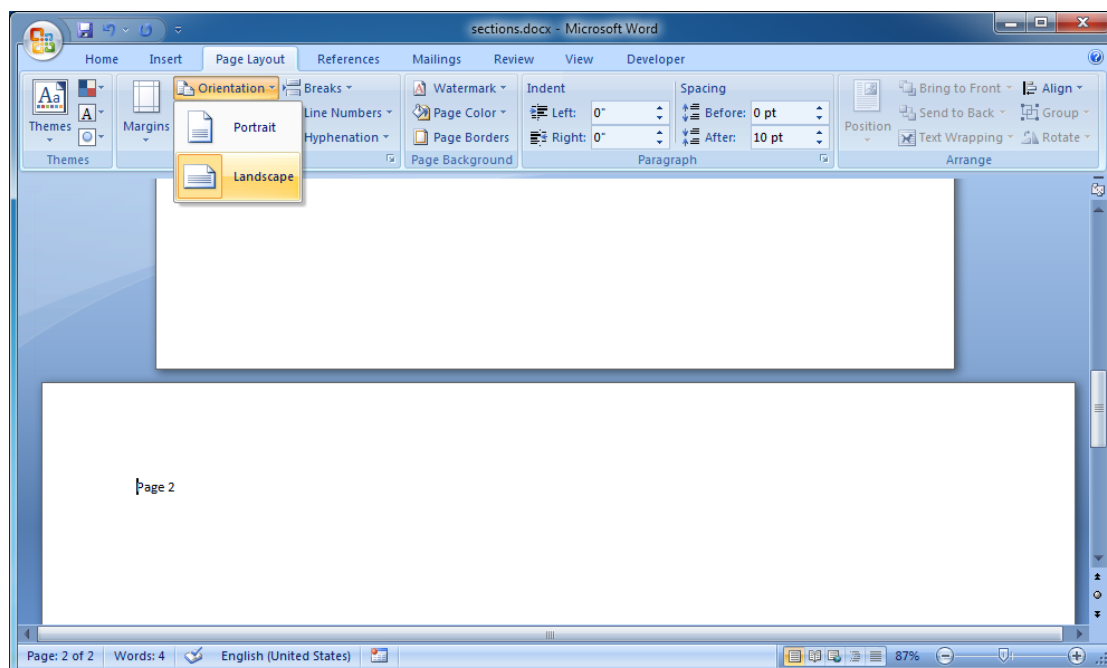 sections.docx - Microsoft Word
Home Insert Page Layout References Mailings Review View Developer
Aa Orientation Breaks Watermark Indent Spacing Bring to Front Align
A Line Numbers Page Color Left: 0" Before: 0 pt Send to Back Group
Themes Margins Portrait Hyphenation Page Borders Right: 0" After: 10 pt Position Text Wrapping Rotate
Themes Page Background Paragraph Arrange
Landscape
Page 2
Page: 2 of 2 Words: 4 English (United States) 87%